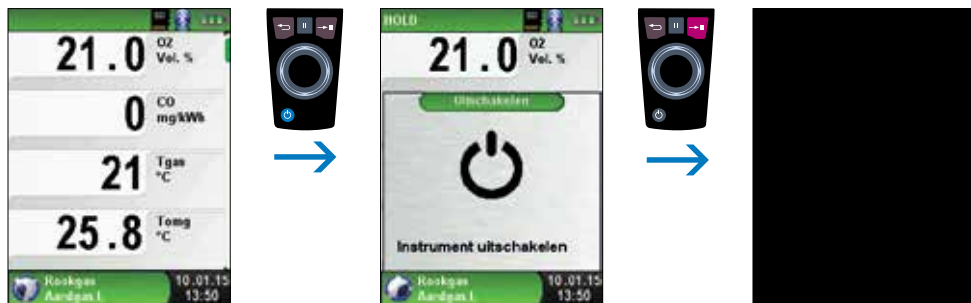 21.0 O2 Vol. %
0 CO mg/kWh
21 Tgas °C
25.8 Tomg °C
Rookgas 10.01.15
Aardgas L 13:50
HOLD
21.0 O2 Vol. %
Uitschakelen
Instrument uitschakelen
Rookgas 10.01.15
Aardgas L 13:50